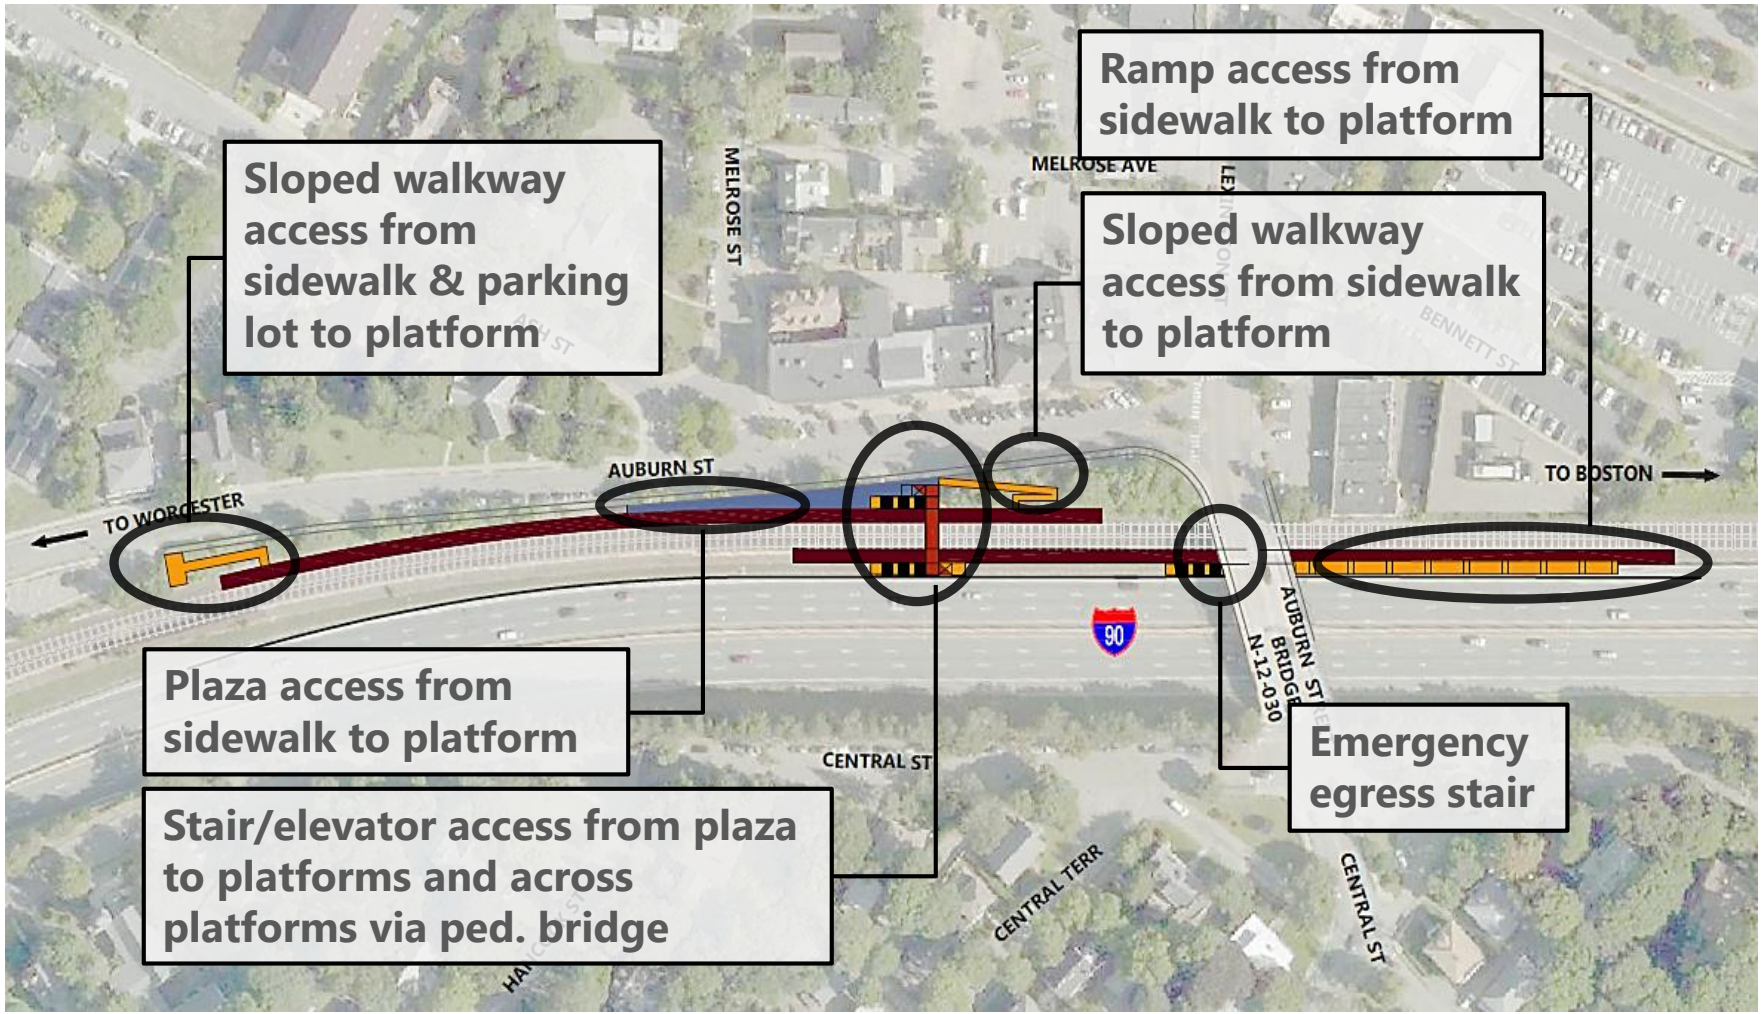 Ramp access from
sidewalk to platform
Sloped walkway
access from
sidewalk & parking
lot to platform
MELROSE ST
MELROSE AVE
Sloped walkway
access from sidewalk
to platform
ASH ST
BENNETT ST
AUBURN ST
TO WORCESTER
TO BOSTON
90
AUBURN
BRIDGE
N-12-030
Plaza access from
sidewalk to platform
CENTRAL ST
Emergency
egress stair
Stair/elevator access from plaza
to platforms and across
platforms via ped. bridge
CENTRAL TERR
CENTRAL ST